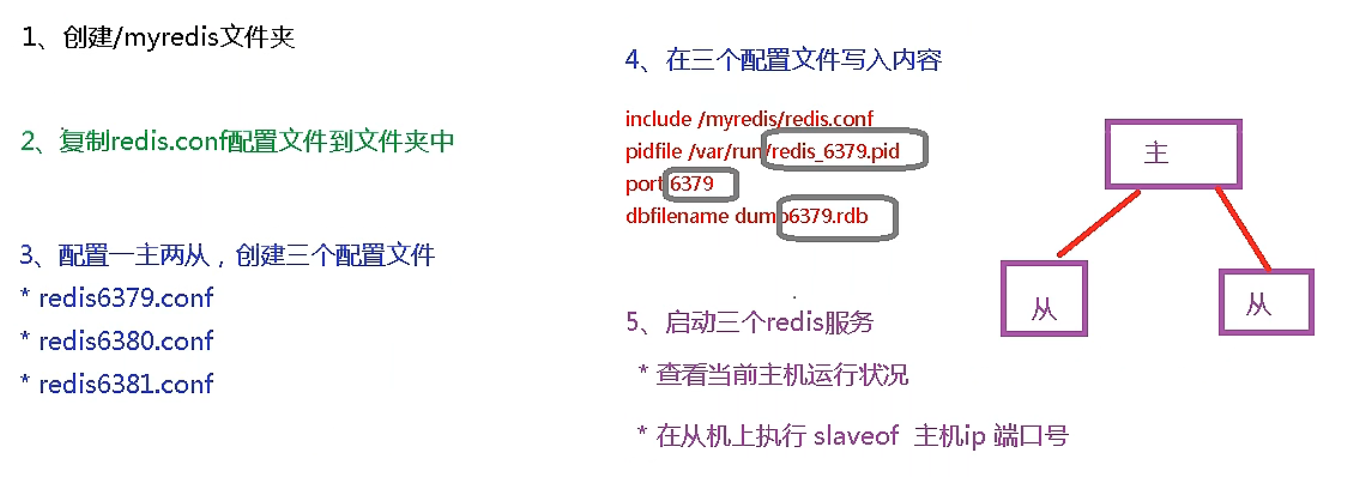 1、创建/myredis文件夹
2、复制redis.conf配置文件到文件夹中
3、配置一主两从，创建三个配置文件
* redis6379.conf
* redis6380.conf
* redis6381.conf
4、在三个配置文件写入内容
include /myredis/redis.conf
pidfile /var/run/redis_6379.pid
port 6379
dbfilename dump6379.rdb
5、启动三个redis服务
* 查看当前主机运行状况
* 在从机上执行 slaveof 主机ip 端口号
主
从
从